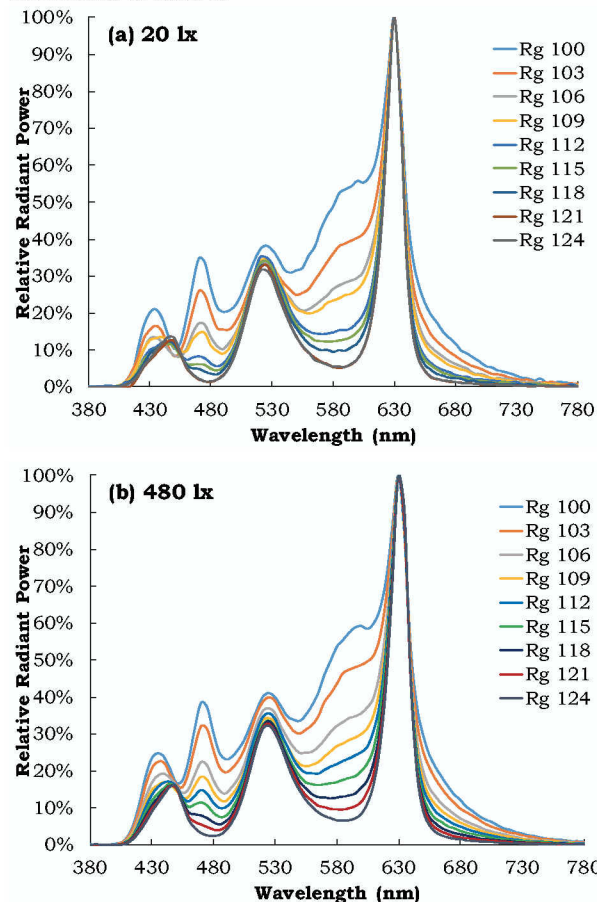 (a) 20 lx
Relative Radiant Power
100%
90%
80%
70%
60%
50%
40%
30%
20%
10%
0%
Rg 100
Rg 103
Rg 106
Rg 109
Rg 112
Rg 115
Rg 118
Rg 121
Rg 124
380 430 480 530 580 630 680 730 780
Wavelength (nm)
(b) 480 lx
Relative Radiant Power
100%
90%
80%
70%
60%
50%
40%
30%
20%
10%
0%
Rg 100
Rg 103
Rg 106
Rg 109
Rg 112
Rg 115
Rg 118
Rg 121
Rg 124
380 430 480 530 580 630 680 730 780
Wavelength (nm)